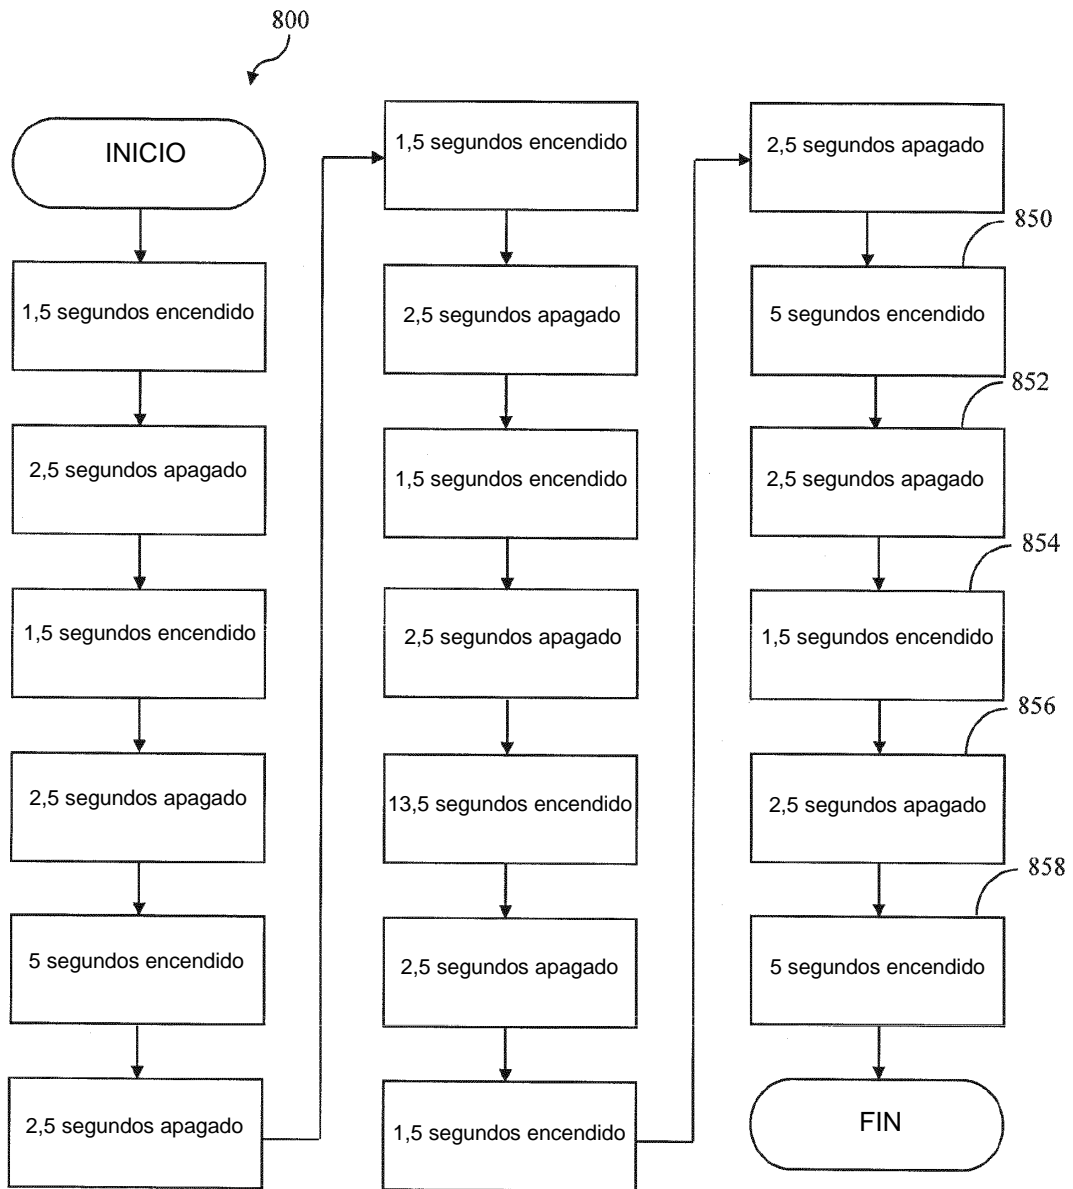 800
INICIO
1,5 segundos encendido
2,5 segundos apagado
1,5 segundos encendido
2,5 segundos apagado
5 segundos encendido
2,5 segundos apagado
1,5 segundos encendido
2,5 segundos apagado
1,5 segundos encendido
2,5 segundos apagado
13,5 segundos encendido
2,5 segundos apagado
1,5 segundos encendido
2,5 segundos apagado
850
5 segundos encendido
852
2,5 segundos apagado
854
1,5 segundos encendido
856
2,5 segundos apagado
858
5 segundos encendido
FIN